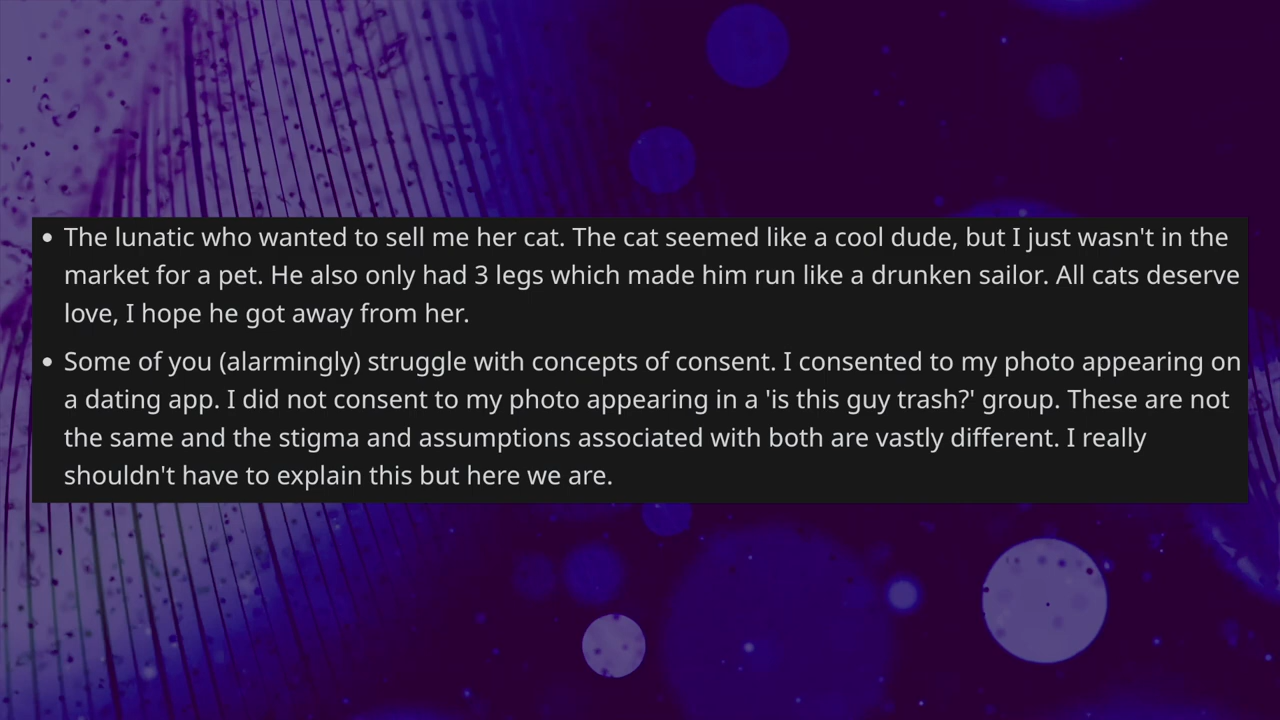 • The lunatic who wanted to sell me her cat. The cat seemed like a cool dude, but I just wasn't in the
market for a pet. He also only had 3 legs which made him run like a drunken sailor. All cats deserve
love, I hope he got away from her.
• Some of you (alarmingly) struggle with concepts of consent. I consented to my photo appearing on
a dating app. I did not consent to my photo appearing in a 'is this guy trash?' group. These are not
the same and the stigma and assumptions associated with both are vastly different. I really
shouldn't have to explain this but here we are.